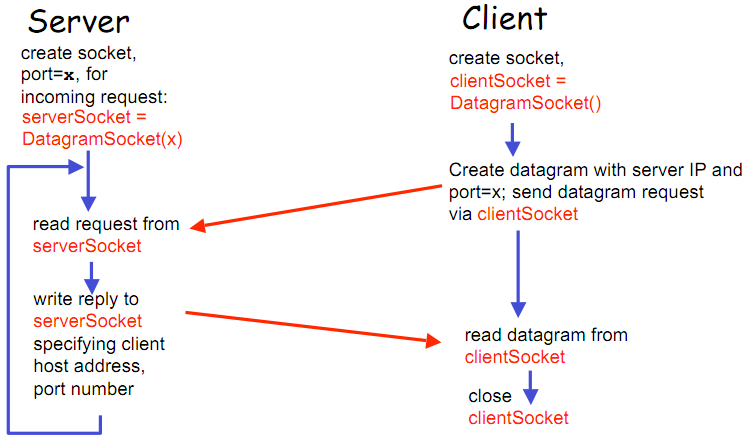 Server
create socket,
port=x, for
incoming request:
serverSocket =
DatagramSocket(x)
read request from
serverSocket
write reply to
serverSocket
specifying client
host address,
port number
Client
create socket,
clientSocket =
DatagramSocket()
Create datagram with server IP and
port=x; send datagram request
via clientSocket
read datagram from
clientSocket
close
clientSocket